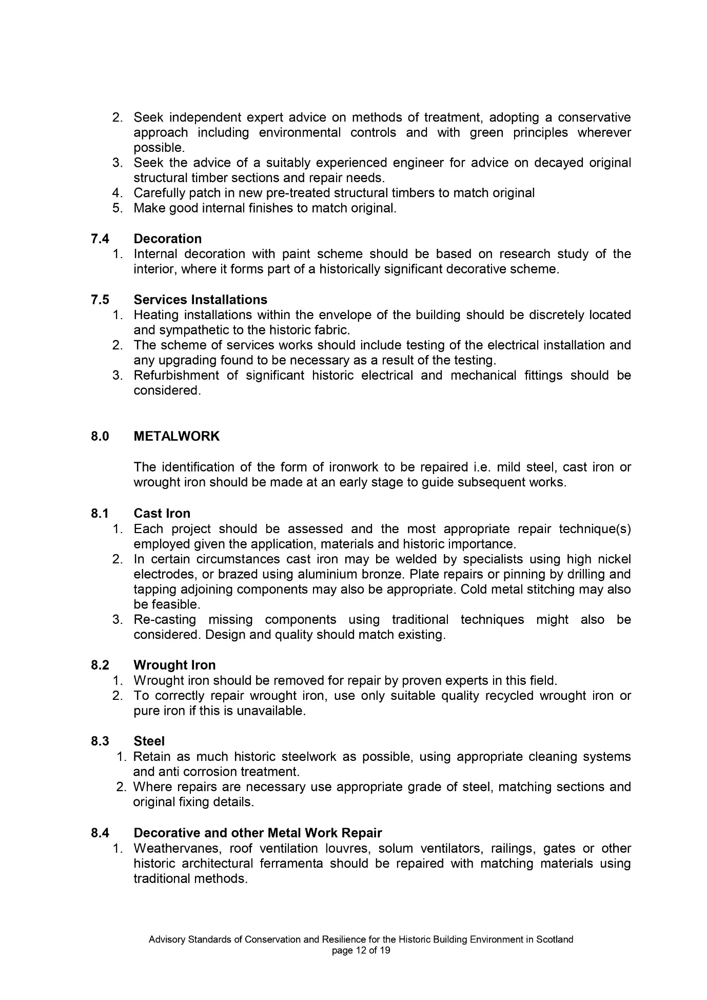 2. Seek independent expert advice on methods of treatment, adopting a conservative
approach including environmental controls and with green principles wherever
possible.
3. Seek the advice of a suitably experienced engineer for advice on decayed original
structural timber sections and repair needs.
4. Carefully patch in new pre-treated structural timbers to match original
5. Make good internal finishes to match original.
7.4 Decoration
1. Internal decoration with paint scheme should be based on research study of the
interior, where it forms part of a historically significant decorative scheme.
7.5 Services Installations
1. Heating installations within the envelope of the building should be discretely located
and sympathetic to the historic fabric.
2. The scheme of services works should include testing of the electrical installation and
any upgrading found to be necessary as a result of the testing.
3. Refurbishment of significant historic electrical and mechanical fittings should be
considered.
8.0 METALWORK
The identification of the form of ironwork to be repaired i.e. mild steel, cast iron or
wrought iron should be made at an early stage to guide subsequent works.
8.1 Cast Iron
1. Each project should be assessed and the most appropriate repair technique(s)
employed given the application, materials and historic importance.
2. In certain circumstances cast iron may be welded by specialists using high nickel
electrodes, or brazed using aluminium bronze. Plate repairs or pinning by drilling and
tapping adjoining components may also be appropriate. Cold metal stitching may also
be feasible.
3. Re-casting missing components using traditional techniques might also be
considered. Design and quality should match existing.
8.2 Wrought Iron
1. Wrought iron should be removed for repair by proven experts in this field.
2. To correctly repair wrought iron, use only suitable quality recycled wrought iron or
pure iron if this is unavailable.
8.3 Steel
1. Retain as much historic steelwork as possible, using appropriate cleaning systems
and anti corrosion treatment.
2. Where repairs are necessary use appropriate grade of steel, matching sections and
original fixing details.
8.4 Decorative and other Metal Work Repair
1. Weathervanes, roof ventilation louvres, solum ventilators, railings, gates or other
historic architectural ferramenta should be repaired with matching materials using
traditional methods.
Advisory Standards of Conservation and Resilience for the Historic Building Environment in Scotland
page 12 of 19